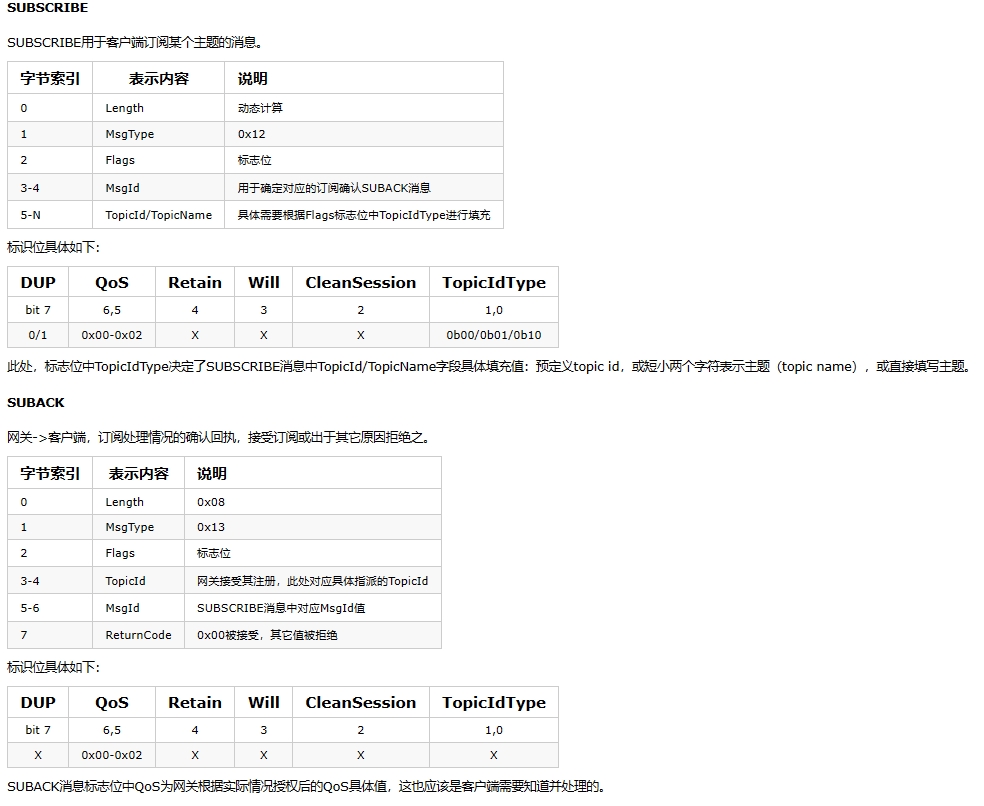 SUBSCRIBE
SUBSCRIBE用于客户端订阅某个主题的消息。
字节索引 表示内容 说明
0 Length 动态计算
1 MsgType 0x12
2 Flags 标志位
3-4 MsgId 用于确定对应的订阅确认SUBACK消息
5-N TopicId/TopicName 具体需要根据Flags标志位中TopicIdType进行填充
标识位具体如下：
DUP QoS Retain Will CleanSession TopicIdType
bit 7 6,5 4 3 2 1,0
0/1 0x00-0x02 X X X 0b00/0b01/0b10
此处，标志位中TopicIdType决定了SUBSCRIBE消息中TopicId/TopicName字段具体填充值：预定义topic id，或短小两个字符表示主题（topic name），或直接填写主题。
SUBACK
网关->客户端，订阅处理情况的确认回执，接受订阅或出于其它原因拒绝之。
字节索引 表示内容 说明
0 Length 0x08
1 MsgType 0x13
2 Flags 标志位
3-4 TopicId 网关接受其注册，此处对应具体指派的TopicId
5-6 MsgId SUBSCRIBE消息中对应MsgId值
7 ReturnCode 0x00被接受，其它值被拒绝
标识位具体如下：
DUP QoS Retain Will CleanSession TopicIdType
bit 7 6,5 4 3 2 1,0
X 0x00-0x02 X X X X
SUBACK消息标志位中QoS为网关根据实际情况授权后的QoS具体值，这也应该是客户端需要知道并处理的。